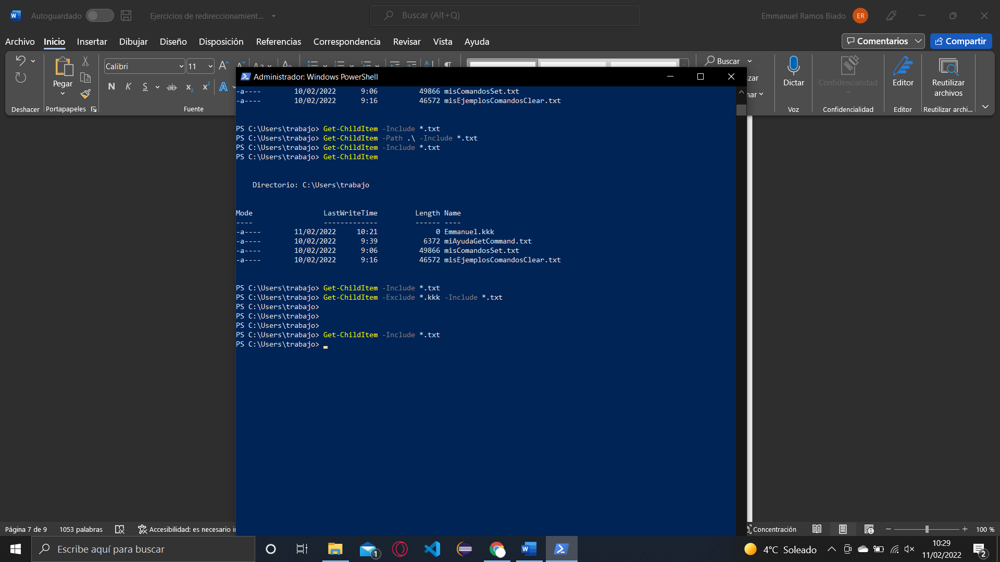 Autoguardado
Ejercicios de redireccionamient...
Buscar (Alt+Q)
Emmanuel Ramos Biado
ER
Archivo Inicio Insertar Dibujar Diseño Disposición Referencias Correspondencia Revisar Vista Ayuda
Comentarios
Compartir
Pegar
Calibri
11
N K S ab x₂ x² A
Buscar
zar
nar
Dictar
Confidencialidad
Editor
Reutilizar
archivos
Deshacer
Portapapeles
Fuente
Voz
Confidencialidad
Editor
Reutilizar archi...
Administrador: Windows PowerShell
-a---- 10/02/2022 9:06 49866 misComandosSet.txt
-a---- 10/02/2022 9:16 46572 misEjemplosComandosClear.txt
PS C:\Users\trabajo> Get-ChildItem -Include *.txt
PS C:\Users\trabajo> Get-ChildItem -Path .\ -Include *.txt
PS C:\Users\trabajo> Get-ChildItem -Include *.txt
PS C:\Users\trabajo> Get-ChildItem
Directorio: C:\Users\trabajo
Mode LastWriteTime Length Name
---- ------------- ------ ----
-a---- 11/02/2022 10:21 0 Emmanuel.kkk
-a---- 10/02/2022 9:39 6372 miAyudaGetCommand.txt
-a---- 10/02/2022 9:06 49866 misComandosSet.txt
-a---- 10/02/2022 9:16 46572 misEjemplosComandosClear.txt
PS C:\Users\trabajo> Get-ChildItem -Include *.txt
PS C:\Users\trabajo> Get-ChildItem -Exclude *.kkk -Include *.txt
PS C:\Users\trabajo>
PS C:\Users\trabajo>
PS C:\Users\trabajo>
PS C:\Users\trabajo> Get-ChildItem -Include *.txt
PS C:\Users\trabajo>
Página 7 de 9
1053 palabras
Accesibilidad: es necesario in
Concentración
100 %
Escribe aquí para buscar
1
4°C Soleado
10:29
11/02/2022
2